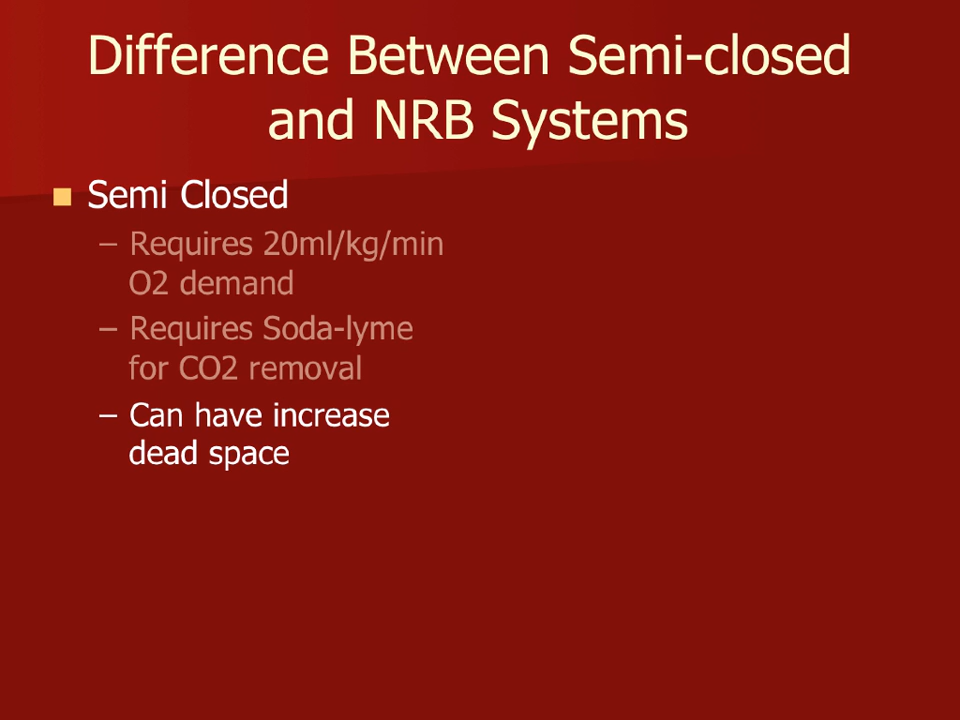 Difference Between Semi-closed
and NRB Systems
Semi Closed
– Requires 20ml/kg/min
O2 demand
– Requires Soda-lyme
for CO2 removal
– Can have increase
dead space